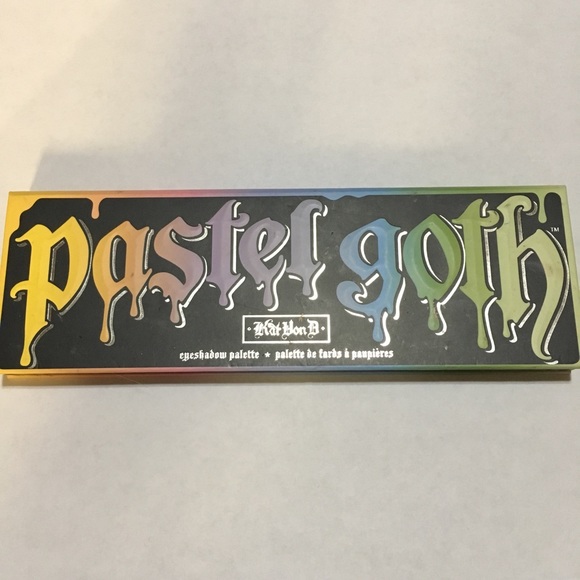 pastel goth™
· Kat Von D ·
eyeshadow palette ★ palette de fards à paupières